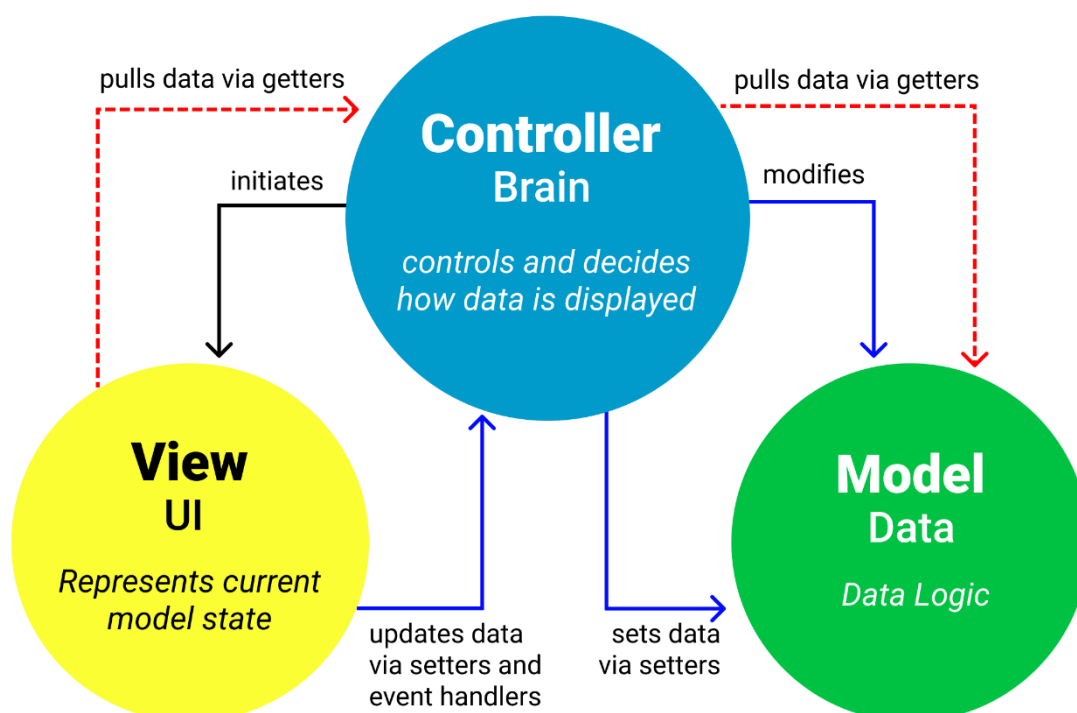 pulls data via getters
pulls data via getters
Controller
Brain
controls and decides
how data is displayed
initiates
modifies
View
UI
Represents current
model state
Model
Data
Data Logic
updates data
via setters and
event handlers
sets data
via setters